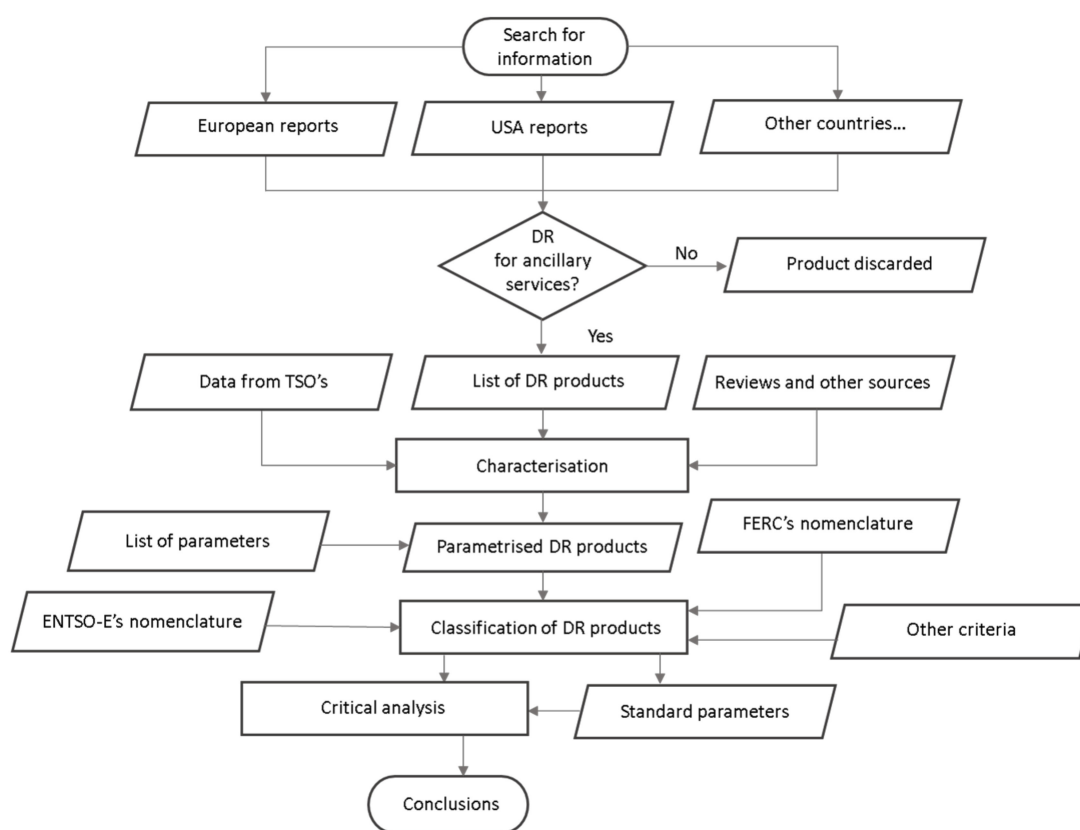 Search for
information
European reports
USA reports
Other countries...
DR
for ancillary
services?
No
Product discarded
Yes
Data from TSO's
List of DR products
Reviews and other sources
Characterisation
FERC's nomenclature
List of parameters
Parametrised DR products
ENTSO-E's nomenclature
Classification of DR products
Other criteria
Critical analysis
Standard parameters
Conclusions